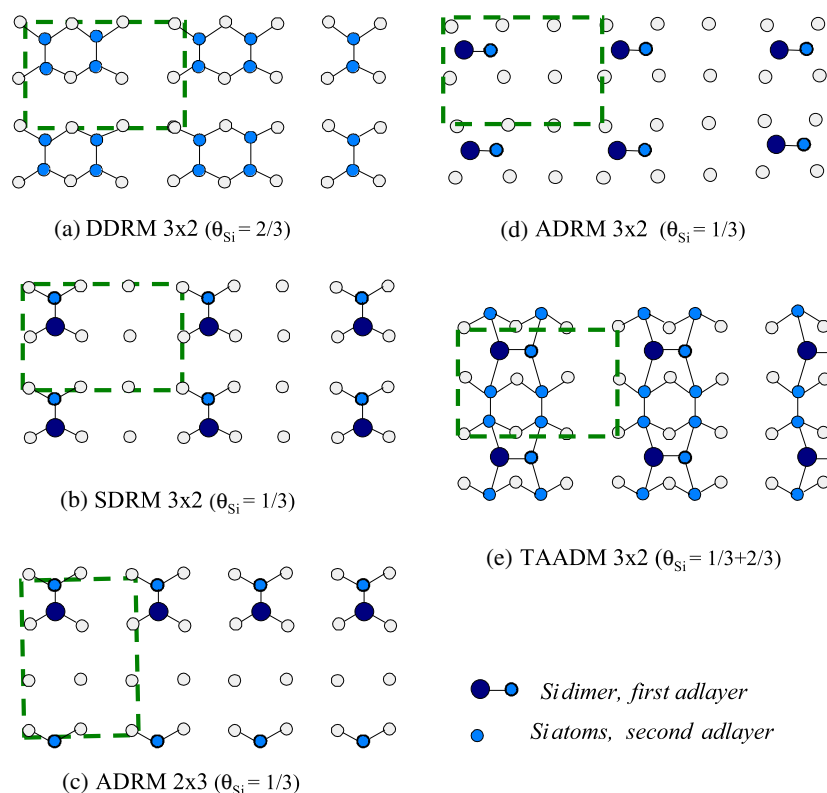 (a) DDRM 3x2 (θSi = 2/3)
(d) ADRM 3x2 (θSi = 1/3)
(b) SDRM 3x2 (θSi = 1/3)
(e) TAADM 3x2 (θSi = 1/3+2/3)
Si dimer, first adlayer
Si atoms, second adlayer
(c) ADRM 2x3 (θSi = 1/3)